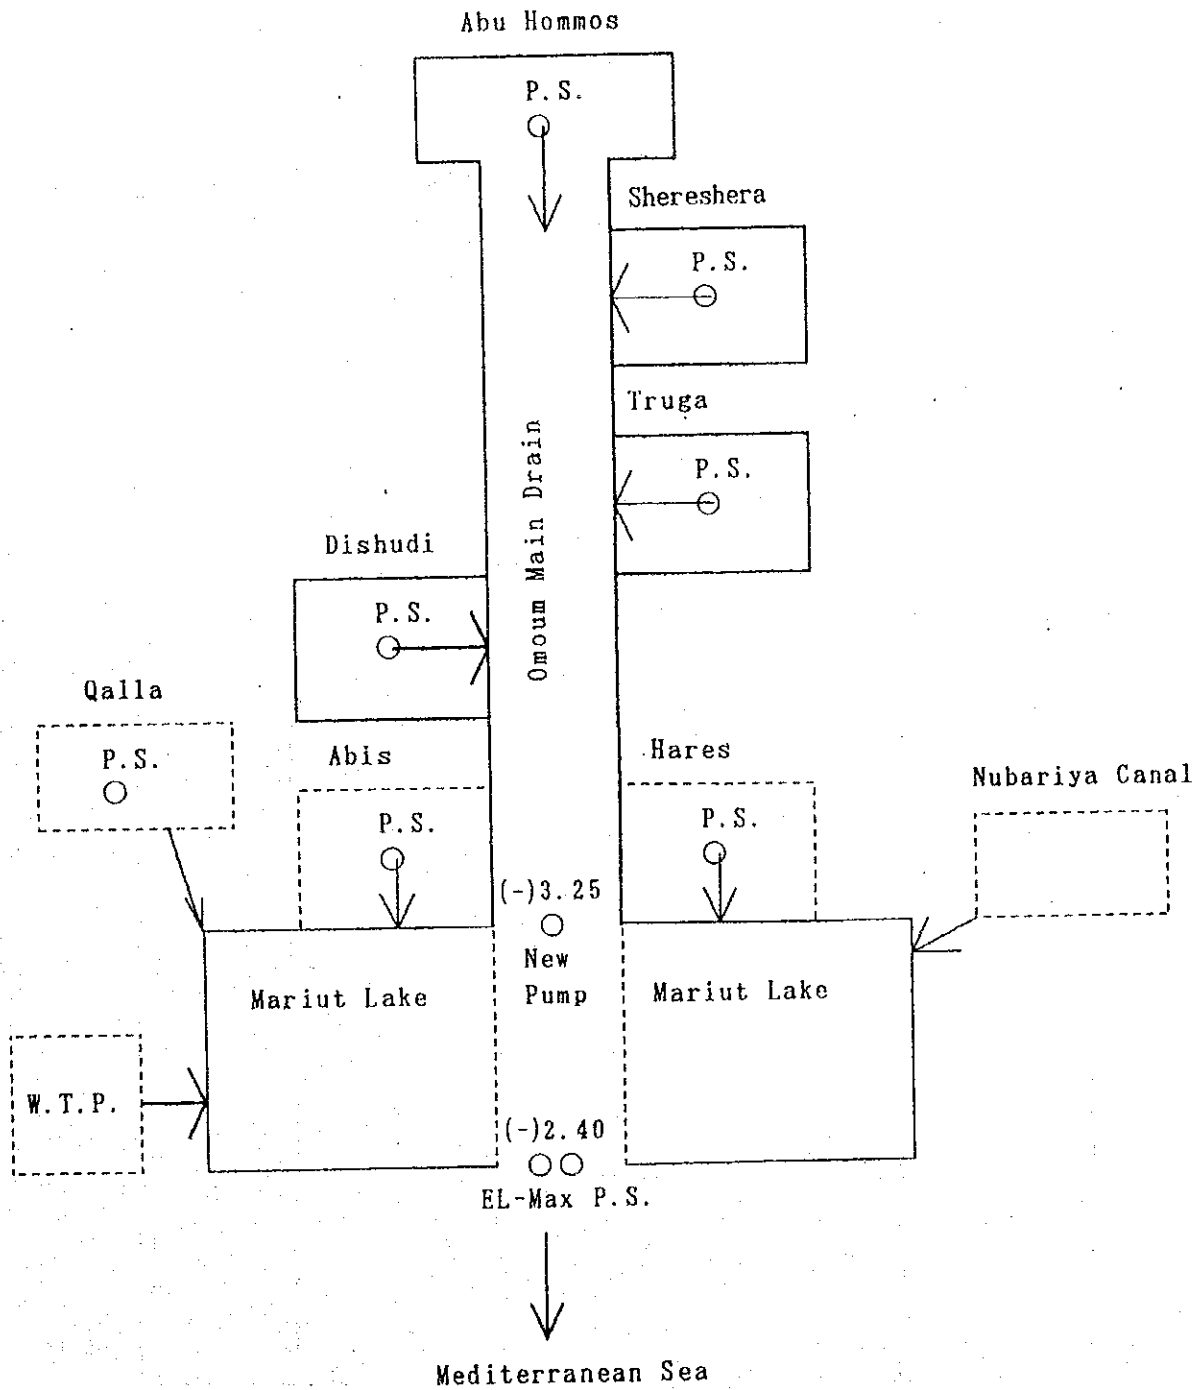 Abu Hommos
P.S.
Shereshera
P.S.
Truga
P.S.
Omoum Main Drain
Dishudi
P.S.
Qalla
P.S.
Abis
P.S.
Hares
P.S.
Nubariya Canal
(-)3.25
New
Pump
Mariut Lake
Mariut Lake
W.T.P.
(-)2.40
EL-Max P.S.
Mediterranean Sea